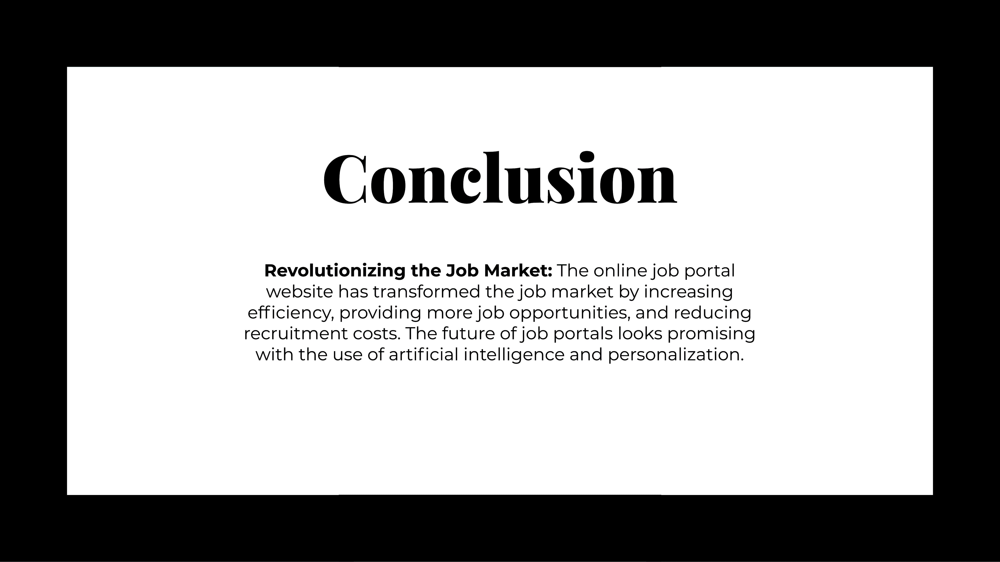 Conclusion
Revolutionizing the Job Market: The online job portal
website has transformed the job market by increasing
efficiency, providing more job opportunities, and reducing
recruitment costs. The future of job portals looks promising
with the use of artificial intelligence and personalization.